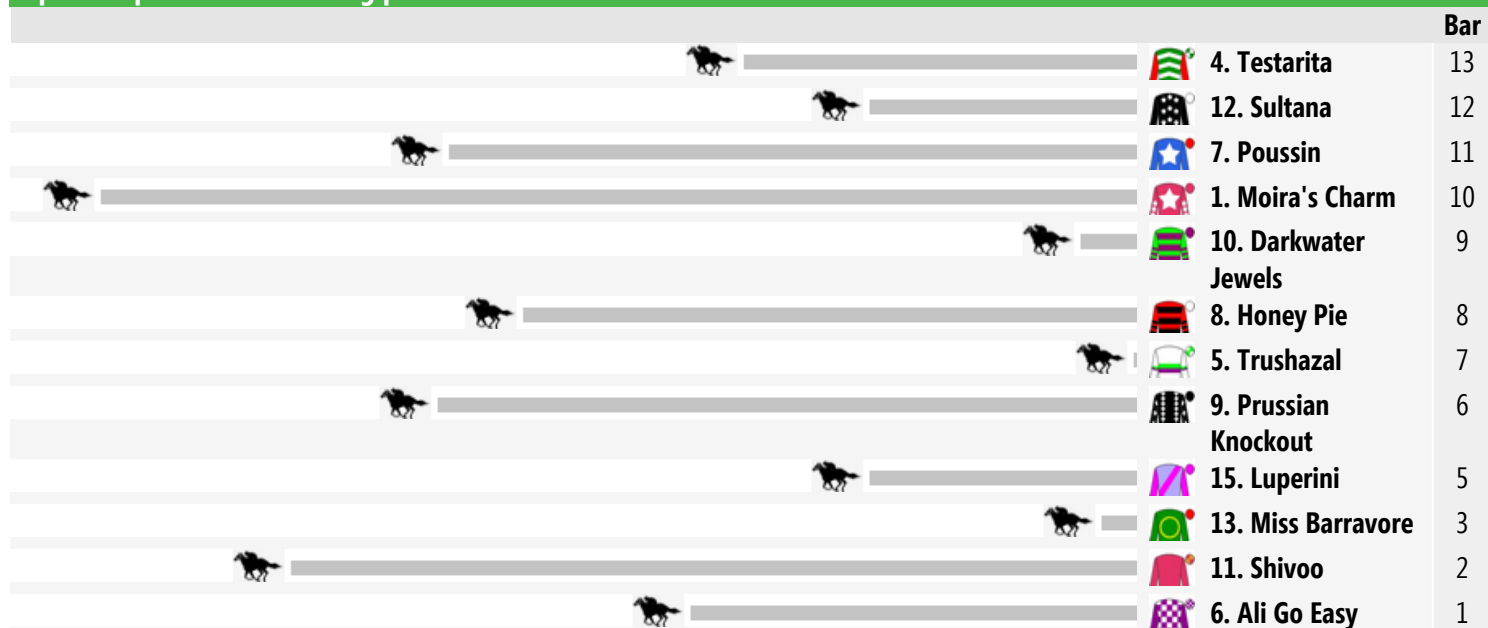 Bar
4. Testarita 13
12. Sultana 12
7. Poussin 11
1. Moira's Charm 10
10. Darkwater 9
Jewels
8. Honey Pie 8
5. Trushazal 7
9. Prussian 6
Knockout
15. Luperini 5
13. Miss Barravore 3
11. Shivoo 2
6. Ali Go Easy 1